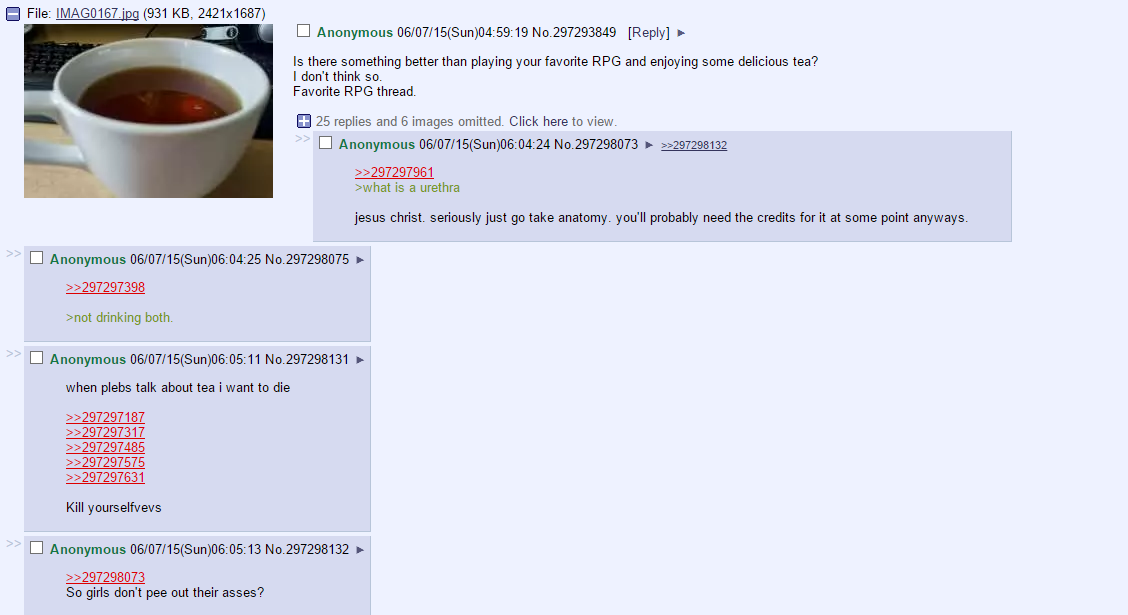 File: IMAG0167.jpg (931 KB, 2421x1687)
Anonymous 06/07/15(Sun)04:59:19 No.297293849 [Reply] ▶
Is there something better than playing your favorite RPG and enjoying some delicious tea?
I don't think so.
Favorite RPG thread.
25 replies and 6 images omitted. Click here to view.
>> Anonymous 06/07/15(Sun)06:04:24 No.297298073 ▶ >>297298132
>>297297961
>what is a urethra
jesus christ. seriously just go take anatomy. you'll probably need the credits for it at some point anyways.
>> Anonymous 06/07/15(Sun)06:04:25 No.297298075 ▶
>>297297398
>not drinking both.
>> Anonymous 06/07/15(Sun)06:05:11 No.297298131 ▶
when plebs talk about tea i want to die
>>297297187
>>297297317
>>297297485
>>297297575
>>297297631
Kill yourselfvevs
>> Anonymous 06/07/15(Sun)06:05:13 No.297298132 ▶
>>297298073
So girls don't pee out their asses?